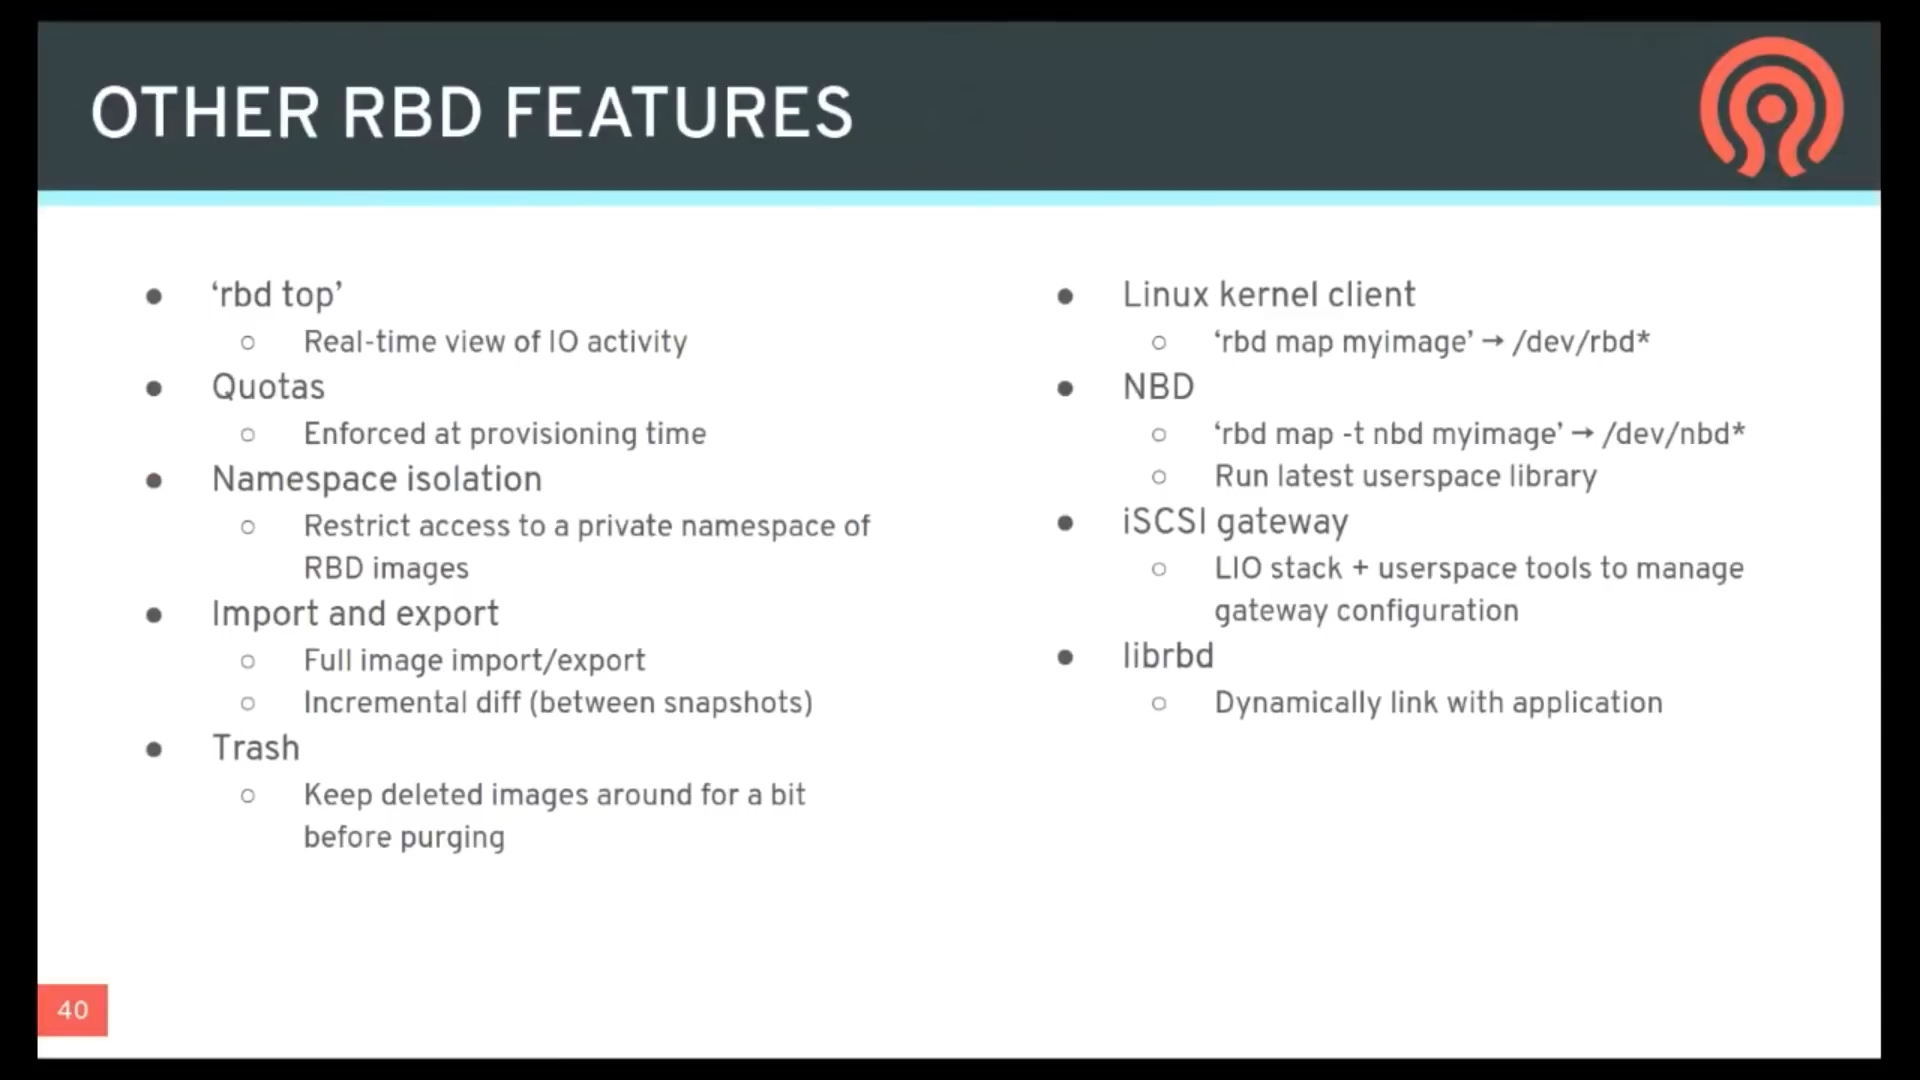 OTHER RBD FEATURES
● ‘rbd top’
○ Real-time view of IO activity
● Quotas
○ Enforced at provisioning time
● Namespace isolation
○ Restrict access to a private namespace of
RBD images
● Import and export
○ Full image import/export
○ Incremental diff (between snapshots)
● Trash
○ Keep deleted images around for a bit
before purging
● Linux kernel client
○ ‘rbd map myimage’ → /dev/rbd*
● NBD
○ ‘rbd map -t nbd myimage’ → /dev/nbd*
○ Run latest userspace library
● iSCSI gateway
○ LIO stack + userspace tools to manage
gateway configuration
● librbd
○ Dynamically link with application
40